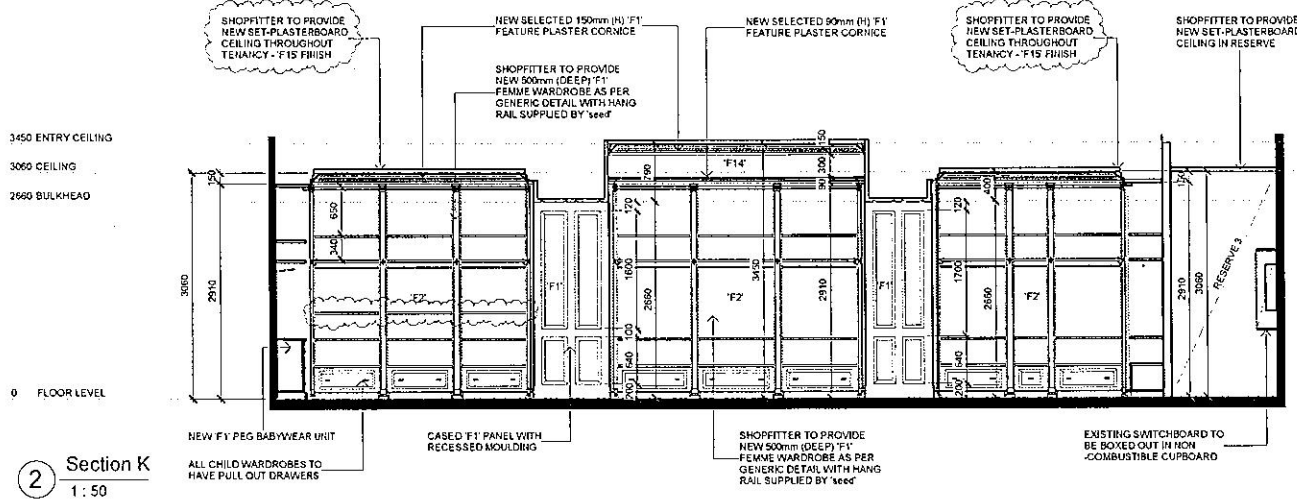 SHOPFITTER TO PROVIDE
NEW SET-PLASTERBOARD
CEILING THROUGHOUT
TENANCY - 'F15' FINISH
NEW SELECTED 150mm (H) 'F1'
FEATURE PLASTER CORNICE
SHOPFITTER TO PROVIDE
NEW 500mm (DEEP) 'F1'
FEMME WARDROBE AS PER
GENERIC DETAIL WITH HANG
RAIL SUPPLIED BY 'seed'
NEW SELECTED 90mm (H) 'F1'
FEATURE PLASTER CORNICE
SHOPFITTER TO PROVIDE
NEW SET-PLASTERBOARD
CEILING THROUGHOUT
TENANCY - 'F15' FINISH
SHOPFITTER TO PROVIDE
NEW SET-PLASTERBOARD
CEILING IN RESERVE
3450 ENTRY CEILING
3060 CEILING
2660 BULKHEAD
0 FLOOR LEVEL
3060
150
2910
650
340
'F2'
'F1'
120
1600
790
2660
100
640
200
'F14'
'F2'
3450
150
300
90
2910
'F1'
120
1700
400
2660
640
200
'F2'
150
2910
3060
RESERVE 3
NEW 'F1' PEG BABYWEAR UNIT
ALL CHILD WARDROBES TO
HAVE PULL OUT DRAWERS
CASED 'F1' PANEL WITH
RECESSED MOULDING
SHOPFITTER TO PROVIDE
NEW 500mm (DEEP) 'F1'
FEMME WARDROBE AS PER
GENERIC DETAIL WITH HANG
RAIL SUPPLIED BY 'seed'
EXISTING SWITCHBOARD TO
BE BOXED OUT IN NON
-COMBUSTIBLE CUPBOARD
2 Section K
1 : 50